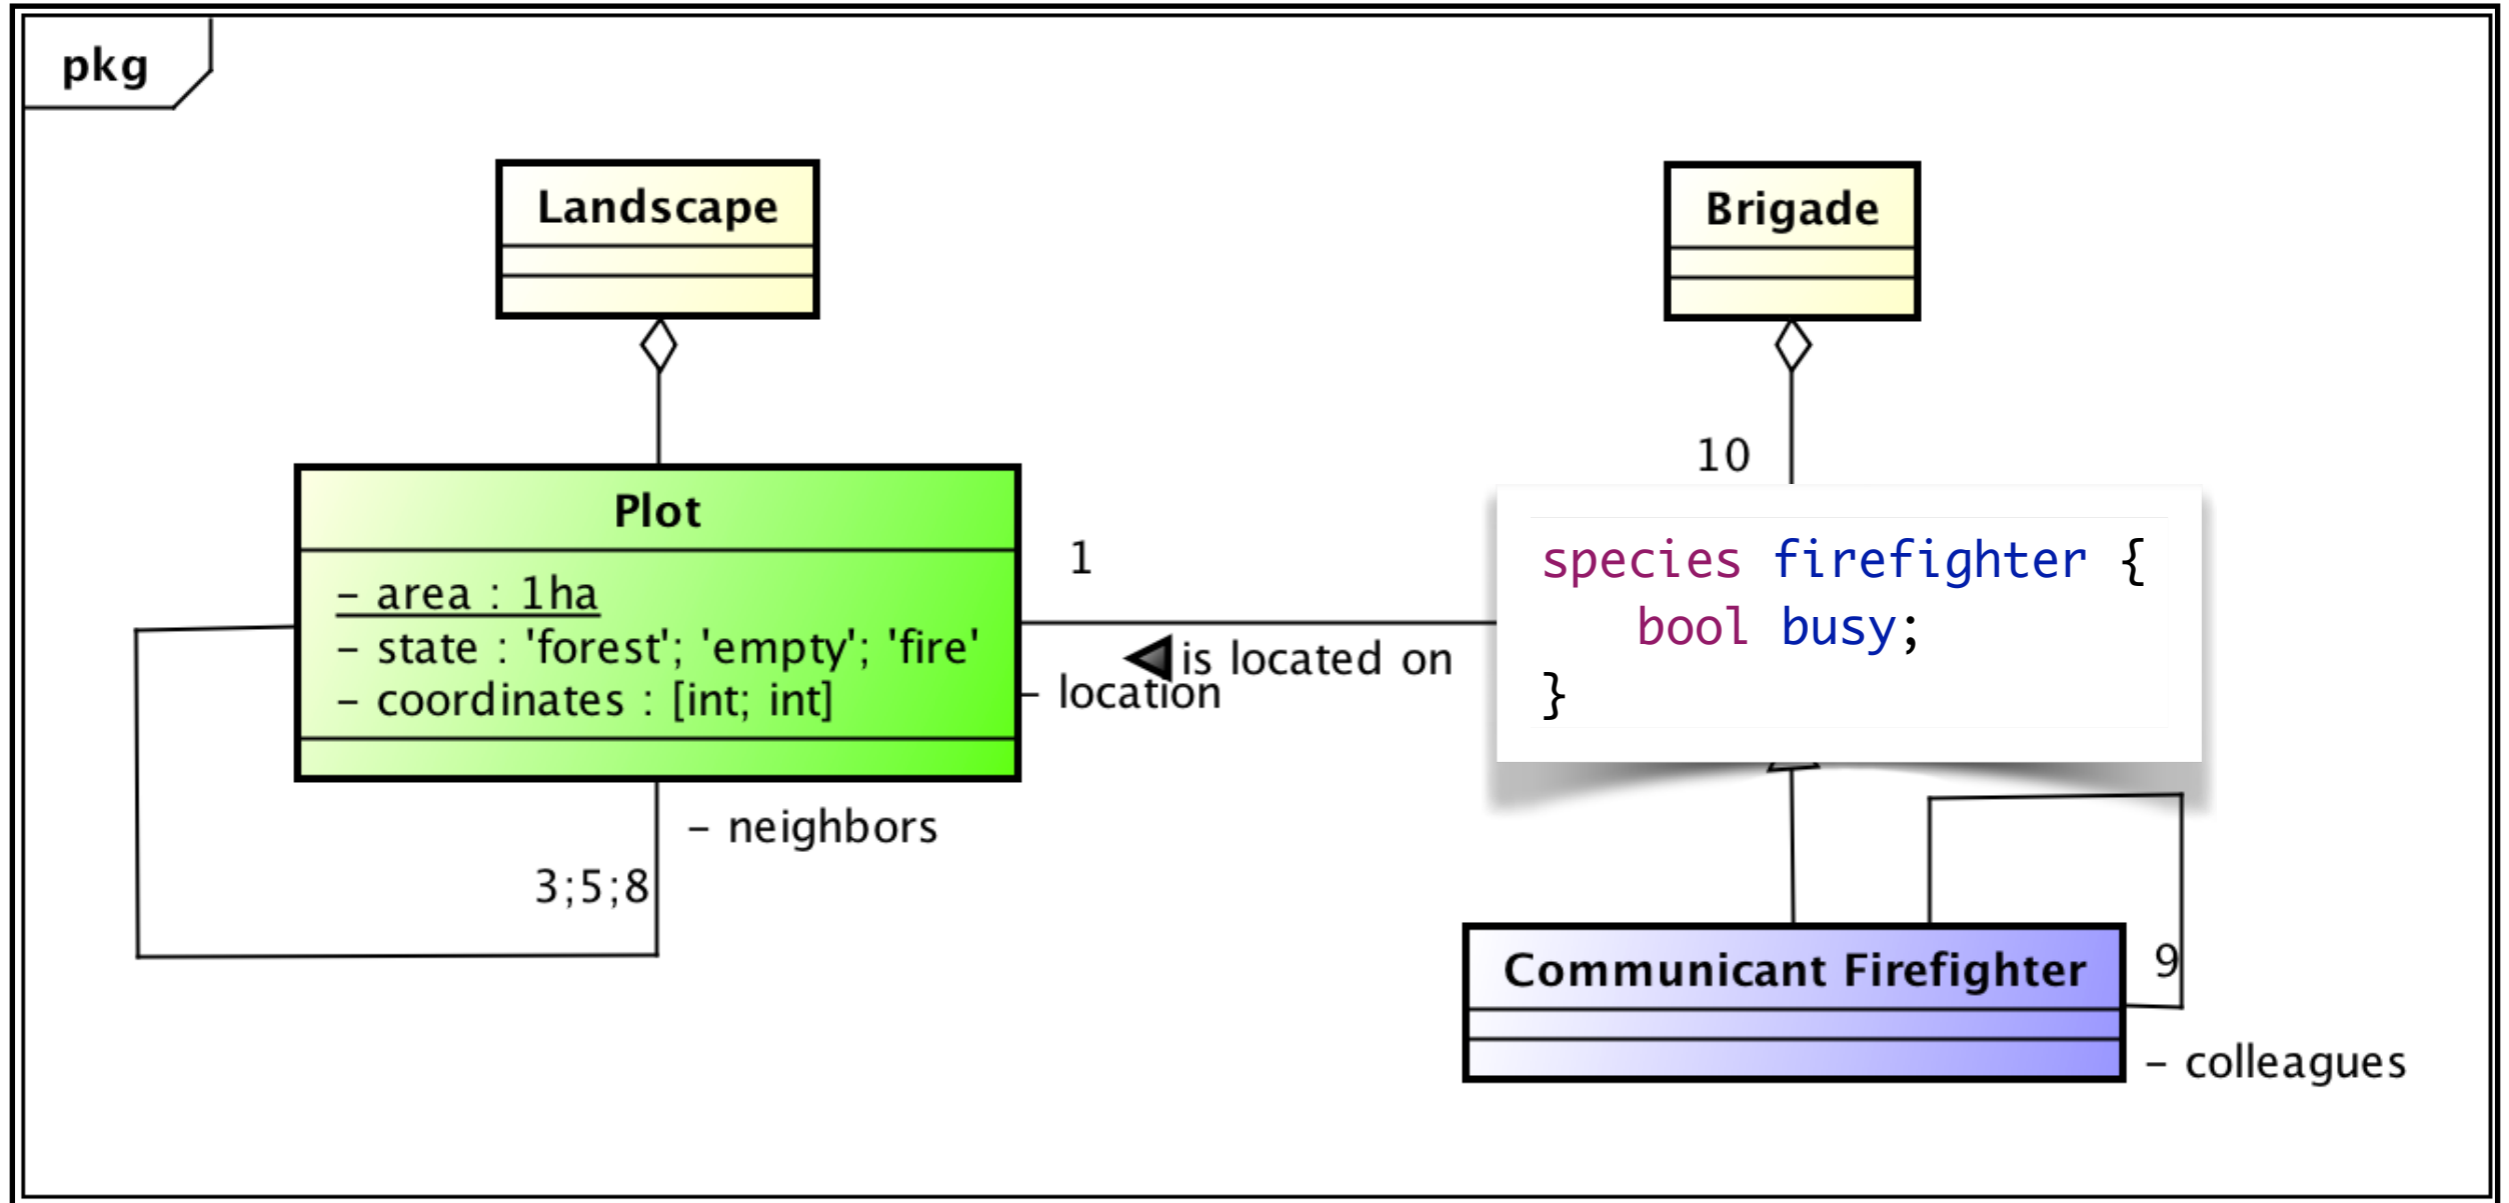 pkg
Landscape
Brigade
10
Plot
- area : 1ha
- state : 'forest'; 'empty'; 'fire'
- coordinates : [int; int]
1
is located on
- location
species firefighter {
bool busy;
}
- neighbors
3;5;8
Communicant Firefighter
9
- colleagues